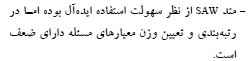 - متد SAW از نظر سهولت استفاده ایده‌آل بوده اما در
رتبه‌بندی و تعیین وزن معیارهای مسئله دارای ضعف
است.